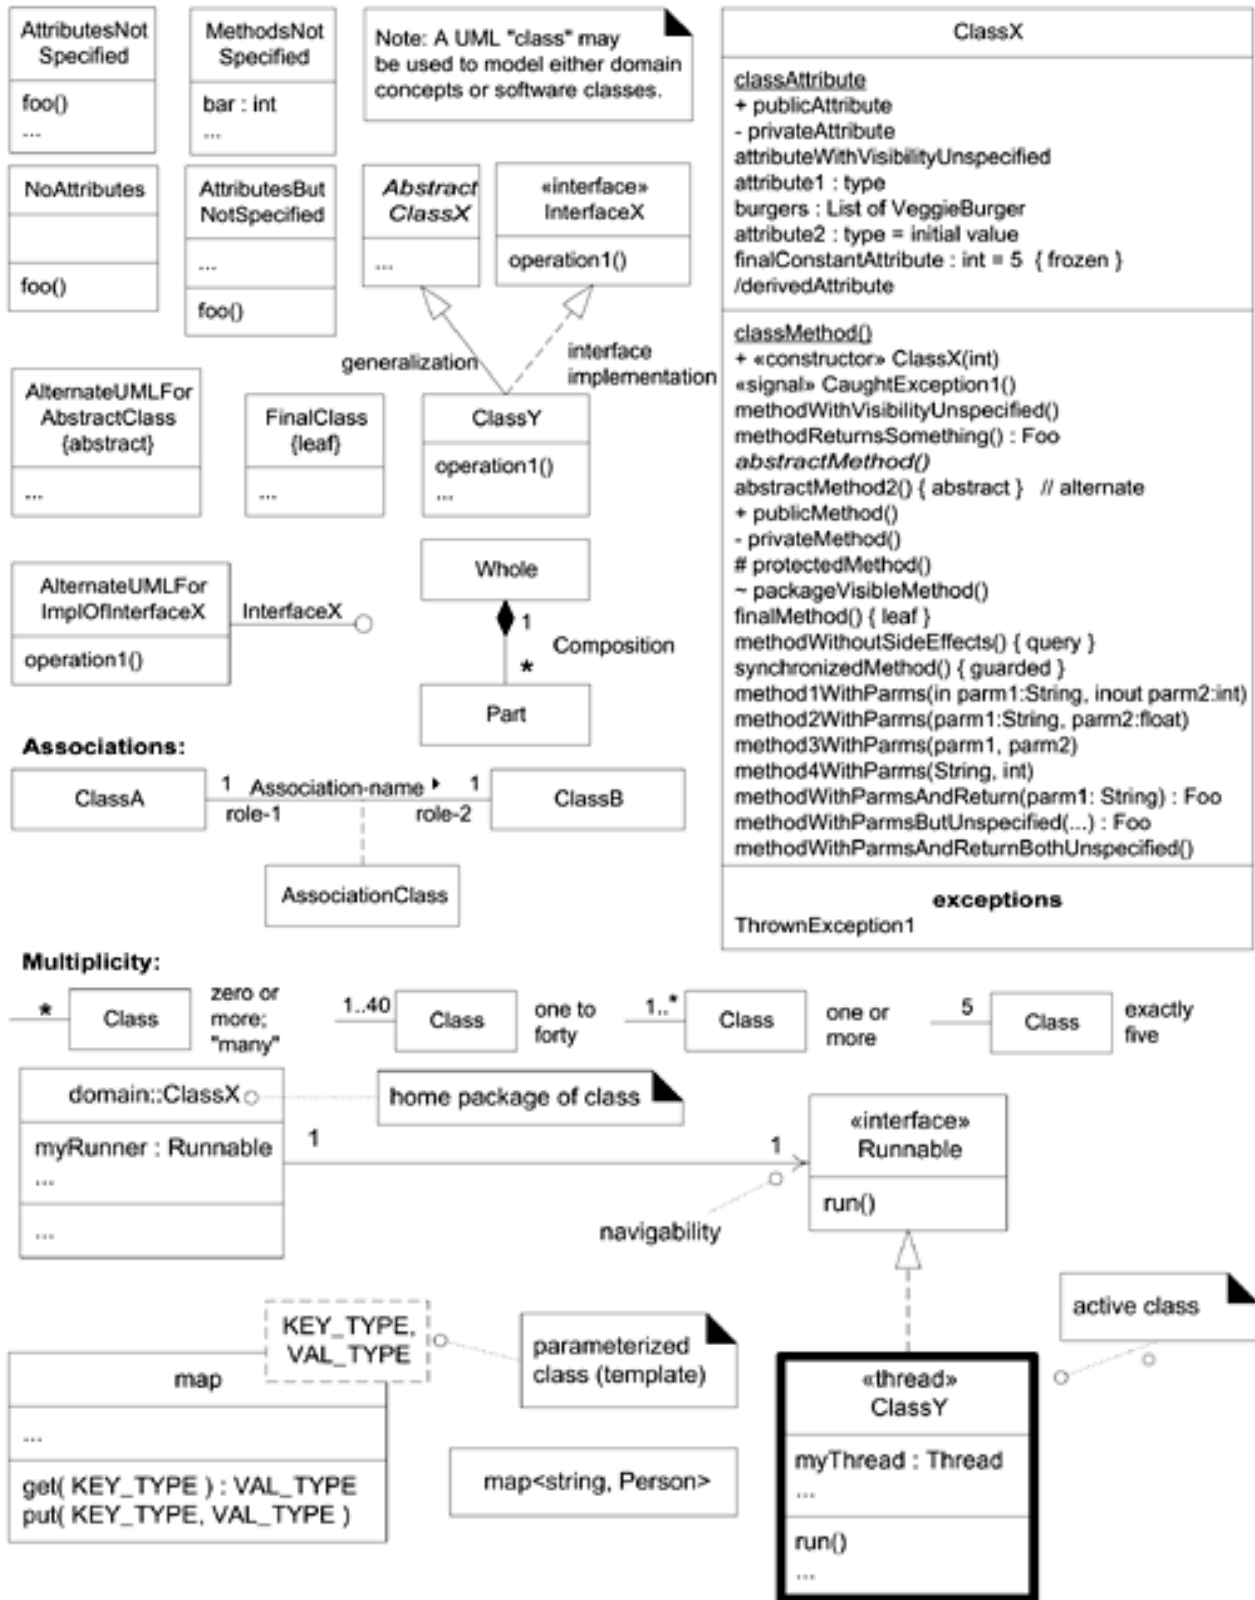 AttributesNot
Specified
foo()
...
MethodsNot
Specified
bar : int
...
Note: A UML "class" may
be used to model either domain
concepts or software classes.
NoAttributes
foo()
AttributesBut
NotSpecified
...
foo()
Abstract
ClassX
...
«interface»
InterfaceX
operation1()
generalization
interface
implementation
AlternateUMLFor
AbstractClass
{abstract}
...
FinalClass
{leaf}
...
ClassY
operation1()
...
AlternateUMLFor
ImplOfInterfaceX
operation1()
InterfaceX
Whole
1
Composition
*
Part
ClassX
classAttribute
+ publicAttribute
- privateAttribute
attributeWithVisibilityUnspecified
attribute1 : type
burgers : List of VeggieBurger
attribute2 : type = initial value
finalConstantAttribute : int = 5 { frozen }
/derivedAttribute
classMethod()
+ «constructor» ClassX(int)
«signal» CaughtException1()
methodWithVisibilityUnspecified()
methodReturnsSomething() : Foo
abstractMethod()
abstractMethod2() { abstract } // alternate
+ publicMethod()
- privateMethod()
# protectedMethod()
~ packageVisibleMethod()
finalMethod() { leaf }
methodWithoutSideEffects() { query }
synchronizedMethod() { guarded }
method1WithParms(in parm1:String, inout parm2:int)
method2WithParms(parm1:String, parm2:float)
method3WithParms(parm1, parm2)
method4WithParms(String, int)
methodWithParmsAndReturn(parm1: String) : Foo
methodWithParmsButUnspecified(...) : Foo
methodWithParmsAndReturnBothUnspecified()
exceptions
ThrownException1
Associations:
ClassA
1 Association-name 1
role-1 role-2
ClassB
AssociationClass
Multiplicity:
*
Class
zero or
more;
"many"
1..40
Class
one to
forty
1..*
Class
one or
more
5
Class
exactly
five
domain::ClassX
myRunner : Runnable
...
...
home package of class
1
1
navigability
«interface»
Runnable
run()
active class
KEY_TYPE,
VAL_TYPE
map
...
get( KEY_TYPE ) : VAL_TYPE
put( KEY_TYPE, VAL_TYPE )
parameterized
class (template)
map<string, Person>
«thread»
ClassY
myThread : Thread
...
run()
...